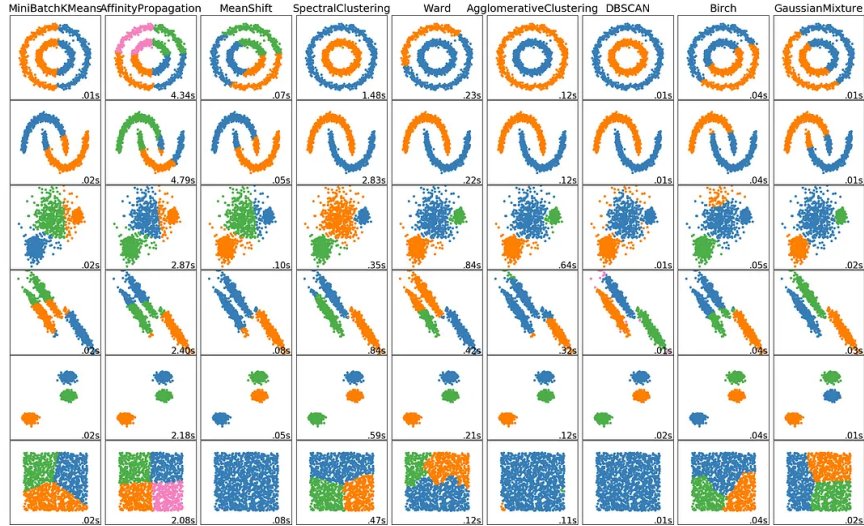 MiniBatchKMeans AffinityPropagation MeanShift SpectralClustering Ward AgglomerativeClustering DBSCAN Birch GaussianMixture
.01s 4.34s .07s 1.48s .23s .12s .01s .04s .01s
.02s 4.79s .05s 2.83s .22s .12s .01s .04s .01s
.02s 2.87s .10s .35s .84s .64s .01s .05s .02s
.02s 2.40s .08s .84s .42s .32s .01s .04s .03s
.02s 2.18s .05s .59s .21s .12s .02s .04s .01s
.02s 2.08s .08s .47s .12s .11s .01s .04s .02s